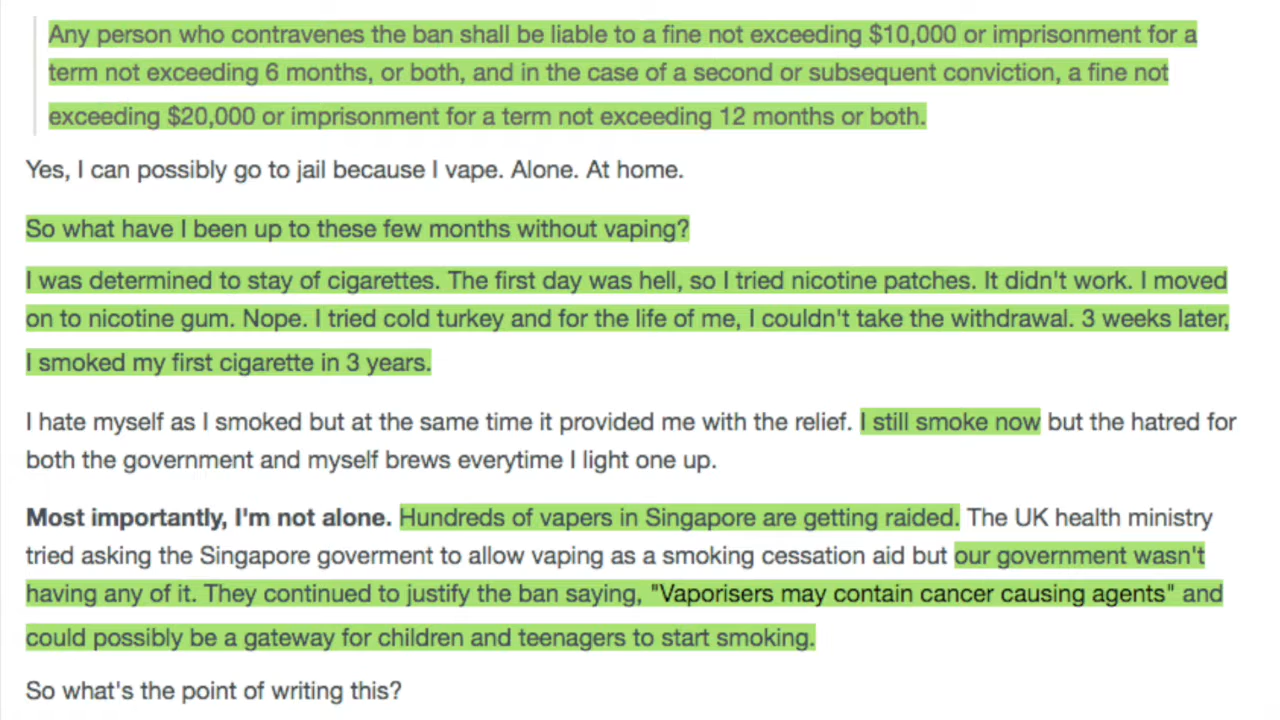 Any person who contravenes the ban shall be liable to a fine not exceeding $10,000 or imprisonment for a
term not exceeding 6 months, or both, and in the case of a second or subsequent conviction, a fine not
exceeding $20,000 or imprisonment for a term not exceeding 12 months or both.
Yes, I can possibly go to jail because I vape. Alone. At home.
So what have I been up to these few months without vaping?
I was determined to stay of cigarettes. The first day was hell, so I tried nicotine patches. It didn't work. I moved
on to nicotine gum. Nope. I tried cold turkey and for the life of me, I couldn't take the withdrawal. 3 weeks later,
I smoked my first cigarette in 3 years.
I hate myself as I smoked but at the same time it provided me with the relief. I still smoke now but the hatred for
both the government and myself brews everytime I light one up.
Most importantly, I'm not alone. Hundreds of vapers in Singapore are getting raided. The UK health ministry
tried asking the Singapore goverment to allow vaping as a smoking cessation aid but our government wasn't
having any of it. They continued to justify the ban saying, "Vaporisers may contain cancer causing agents" and
could possibly be a gateway for children and teenagers to start smoking.
So what's the point of writing this?